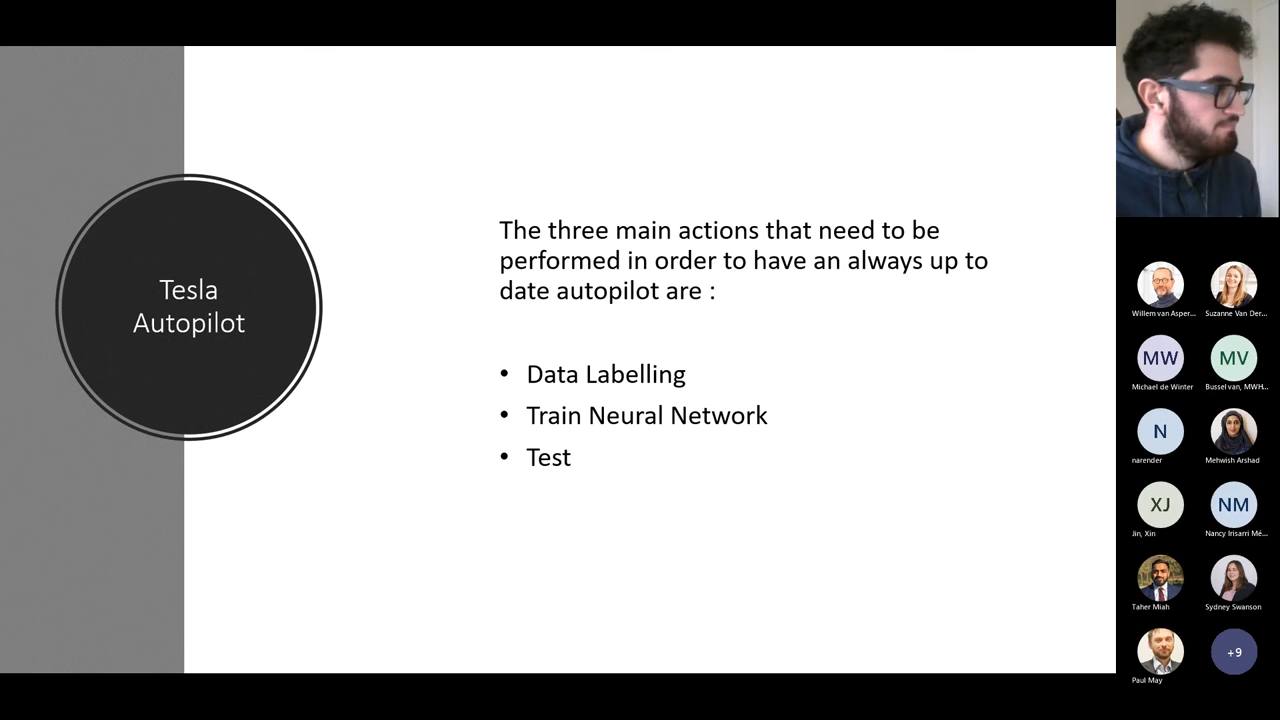 Tesla
Autopilot
The three main actions that need to be
performed in order to have an always up to
date autopilot are :
• Data Labelling
• Train Neural Network
• Test
Willem van Asper...
Suzanne Van Der...
MW
MV
Michael de Winter
Bussel van, MWH...
N
narender
Mehwish Arshad
XJ
NM
Jin, Xin
Nancy Irisarri Mé...
Taher Miah
Sydney Swanson
+9
Paul May